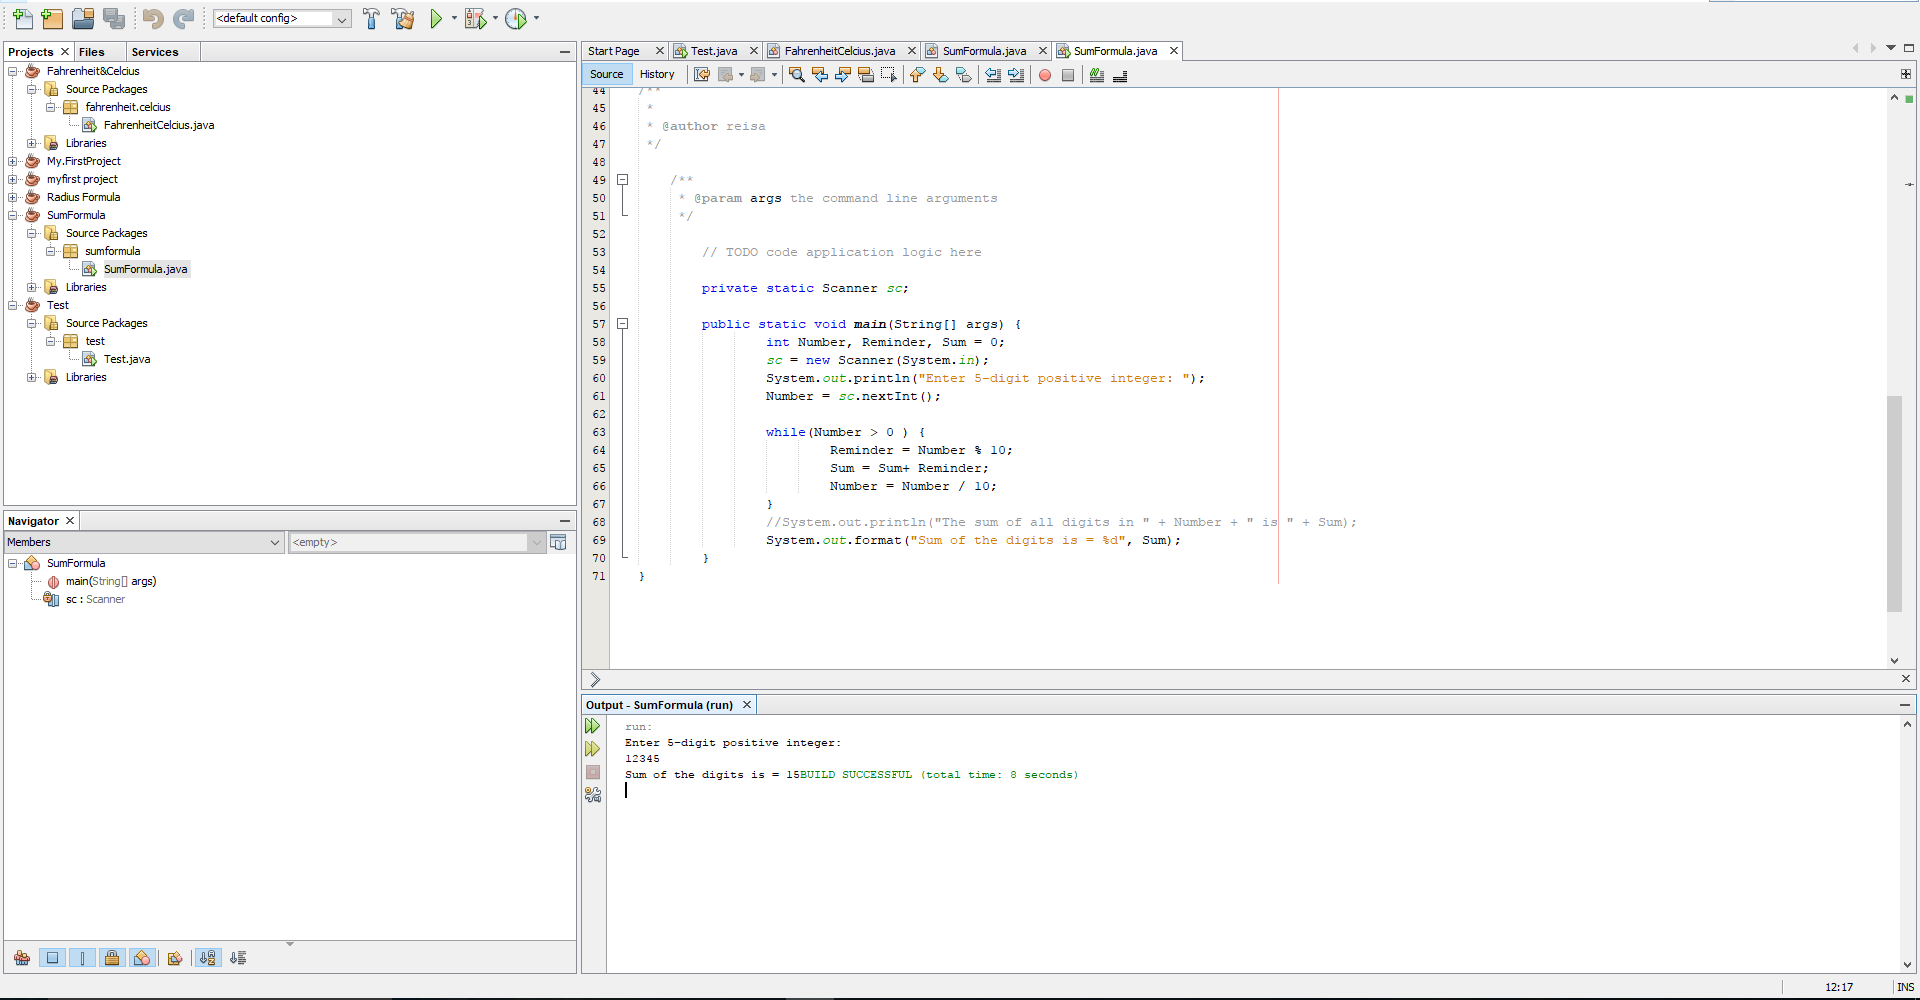 <default config>
Projects
Files
Services
Fahrenheit&Celcius
Source Packages
fahrenheit.celcius
FahrenheitCelcius.java
Libraries
My.FirstProject
myfirst project
Radius Formula
SumFormula
Source Packages
sumformula
SumFormula.java
Libraries
Test
Source Packages
test
Test.java
Libraries
Navigator
Members
<empty>
SumFormula
main(String[] args)
sc : Scanner
Start Page
Test.java
FahrenheitCelcius.java
SumFormula.java
SumFormula.java
Source History
44 /**
45 *
46 * @author reisa
47 */
48
49 /**
50 * @param args the command line arguments
51 */
52
53 // TODO code application logic here
54
55 private static Scanner sc;
56
57 public static void main(String[] args) {
58 int Number, Reminder, Sum = 0;
59 sc = new Scanner(System.in);
60 System.out.println("Enter 5-digit positive integer: ");
61 Number = sc.nextInt();
62
63 while(Number > 0 ) {
64 Reminder = Number % 10;
65 Sum = Sum+ Reminder;
66 Number = Number / 10;
67 }
68 //System.out.println("The sum of all digits in " + Number + " is " + Sum);
69 System.out.format("Sum of the digits is = %d", Sum);
70 }
71 }
Output - SumFormula (run)
run:
Enter 5-digit positive integer:
12345
Sum of the digits is = 15BUILD SUCCESSFUL (total time: 8 seconds)
12:17
INS